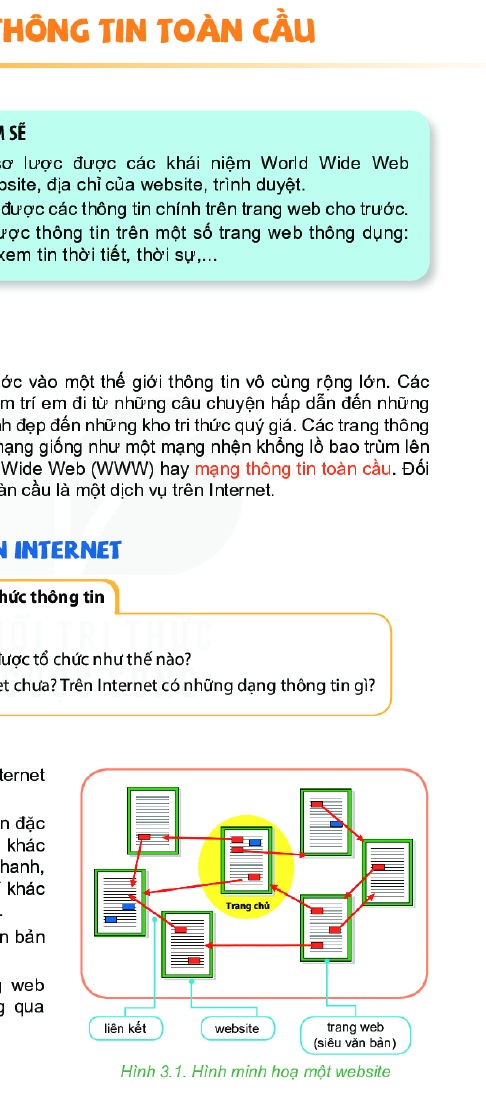 THÔNG TIN TOÀN CẦU
SẼ
sơ lược được các khái niệm World Wide Web
bsite, địa chỉ của website, trình duyệt.
được các thông tin chính trên trang web cho trước.
ược thông tin trên một số trang web thông dụng:
xem tin thời tiết, thời sự,...
ớc vào một thế giới thông tin vô cùng rộng lớn. Các
m trí em đi từ những câu chuyện hấp dẫn đến những
h đẹp đến những kho tri thức quý giá. Các trang thông
nạng giống như một mạng nhện khổng lồ bao trùm lên
Wide Web (WWW) hay mạng thông tin toàn cầu. Đối
àn cầu là một dịch vụ trên Internet.
N INTERNET
hức thông tin
ược tổ chức như thế nào?
et chưa? Trên Internet có những dạng thông tin gì?
ternet
n đặc
khác
hanh,
khác
n bản
web
g qua
Trang chủ
liên kết
website
trang web
(siêu văn bản)
Hình 3.1. Hình minh hoạ một website